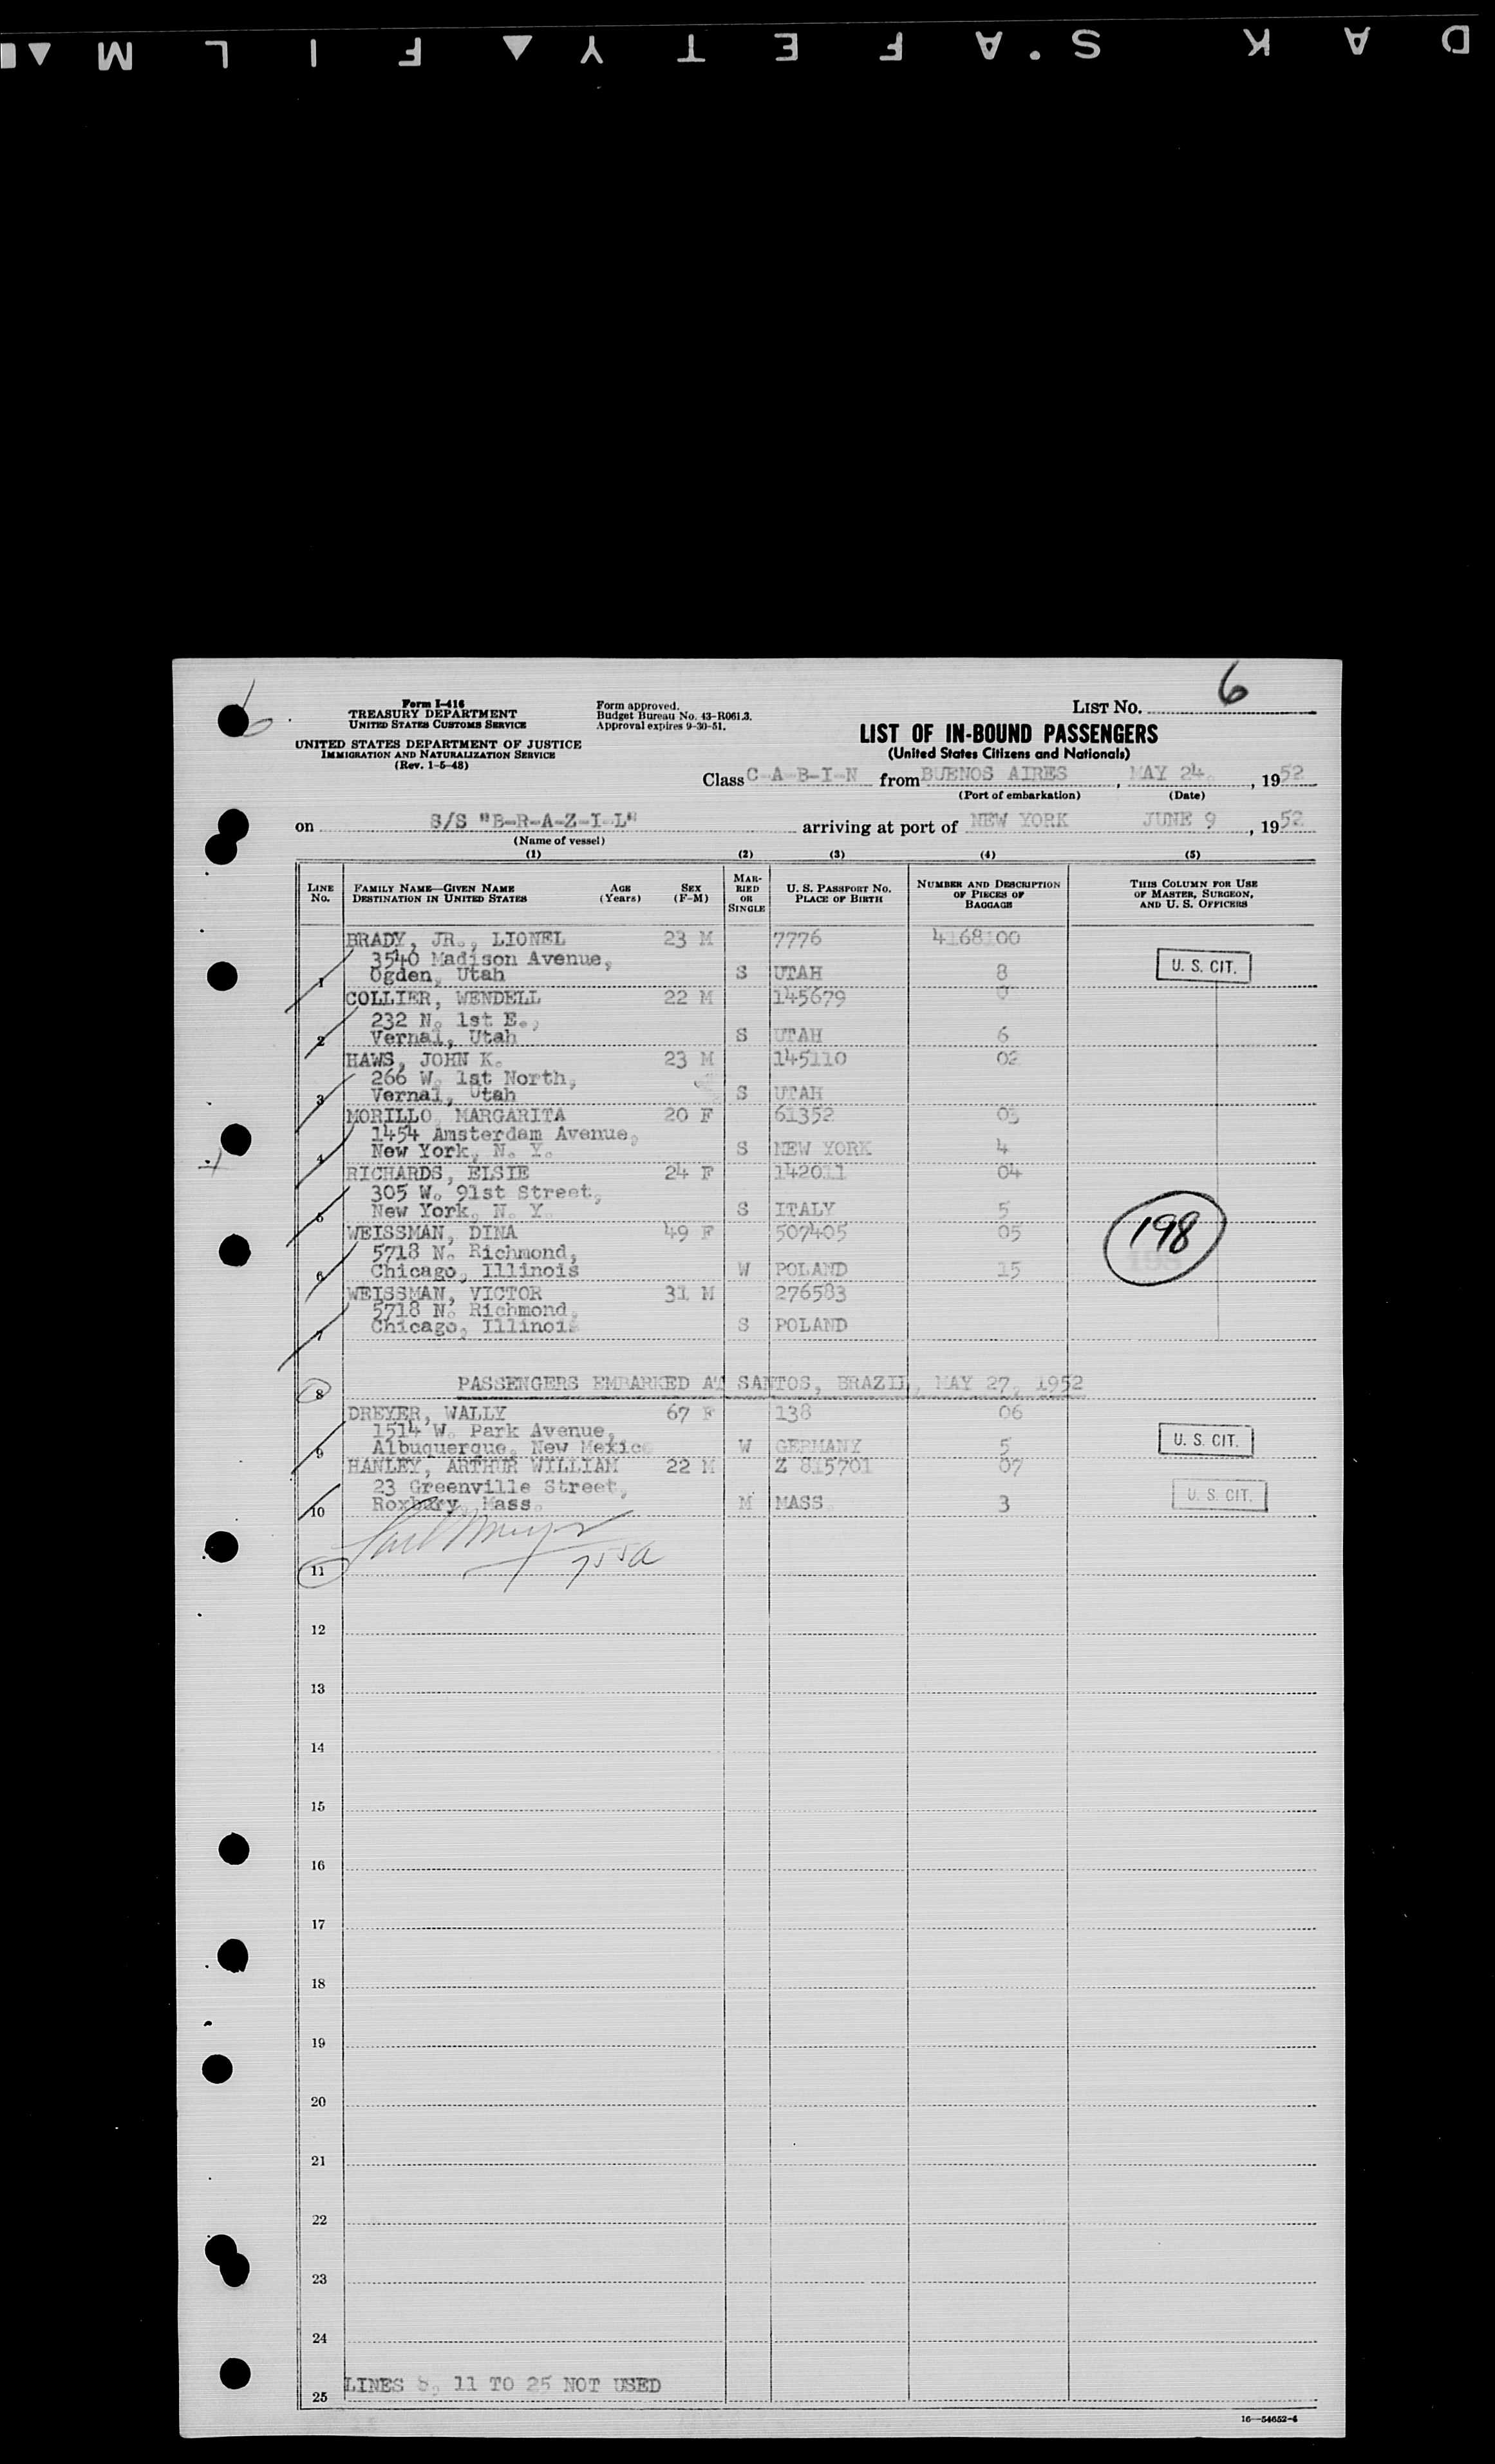 D A K S'A F E T Y ▲ F I L M ▲
6
Form I-416
TREASURY DEPARTMENT
UNITED STATES CUSTOMS SERVICE
UNITED STATES DEPARTMENT OF JUSTICE
IMMIGRATION AND NATURALIZATION SERVICE
(Rev. 1-5-48)
Form approved.
Budget Bureau No. 43-R061.3.
Approval expires 9-30-51.
LIST No. 6
LIST OF IN-BOUND PASSENGERS
(United States Citizens and Nationals)
Class C-A-B-I-N from BUENOS AIRES, MAY 24, 1952
(Port of embarkation) (Date)
on S/S "B-R-A-Z-I-L" arriving at port of NEW YORK JUNE 9, 1952
(Name of vessel)
(1) (2) (3) (4) (5)
LINE No. FAMILY NAME—GIVEN NAME DESTINATION IN UNITED STATES AGE (Years) SEX (F-M) MARRIED OR SINGLE U. S. PASSPORT No. PLACE OF BIRTH NUMBER AND DESCRIPTION OF PIECES OF BAGGAGE THIS COLUMN FOR USE OF MASTER, SURGEON, AND U. S. OFFICERS
BRADY, JR., LIONEL 23 M 7776 4168100
3540 Madison Avenue,
1 Ogden, Utah S UTAH 8 U. S. CIT.
COLLIER, WENDELL 22 M 145679
232 N. 1st E.,
2 Vernal, Utah S UTAH 6
HAWS, JOHN K. 23 M 145110 02
266 W. 1st North,
3 Vernal, Utah S UTAH
MORILLO, MARGARITA 20 F 61352 03
1454 Amsterdam Avenue,
4 New York, N. Y. S NEW YORK 4
RICHARDS, ELSIE 24 F 142011 04
305 W. 91st Street,
5 New York, N. Y. S ITALY 5
WEISSMAN, DINA 49 F 507405 05 198
5718 N. Richmond,
6 Chicago, Illinois W POLAND 15
WEISSMAN, VICTOR 31 M 276583
5718 N. Richmond,
7 Chicago, Illinois S POLAND
8 PASSENGERS EMBARKED AT SANTOS, BRAZIL, MAY 27, 1952
DREYER, WALLY 67 F 138 06
1514 W. Park Avenue,
9 Albuquerque, New Mexico W GERMANY 5 U. S. CIT.
HANLEY, ARTHUR WILLIAM 22 M Z 815701 07
23 Greenville Street,
10 Roxbury, Mass. M MASS. 3 U. S. CIT.
755a
11
12
13
14
15
16
17
18
19
20
21
22
23
24
25 LINES 8, 11 TO 25 NOT USED
16—54652-4